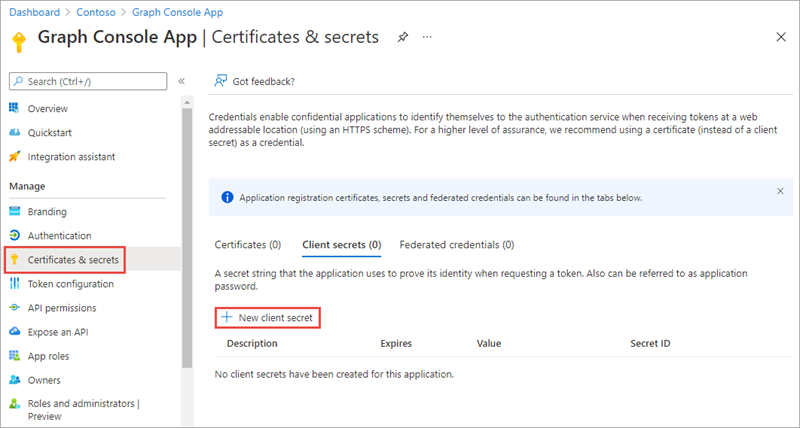 Dashboard > Contoso > Graph Console App
Graph Console App | Certificates & secrets
Search (Ctrl+/)
Overview
Quickstart
Integration assistant
Manage
Branding
Authentication
Certificates & secrets
Token configuration
API permissions
Expose an API
App roles
Owners
Roles and administrators |
Preview
Got feedback?
Credentials enable confidential applications to identify themselves to the authentication service when receiving tokens at a web
addressable location (using an HTTPS scheme). For a higher level of assurance, we recommend using a certificate (instead of a client
secret) as a credential.
Application registration certificates, secrets and federated credentials can be found in the tabs below.
Certificates (0) Client secrets (0) Federated credentials (0)
A secret string that the application uses to prove its identity when requesting a token. Also can be referred to as application
password.
New client secret
Description Expires Value Secret ID
No client secrets have been created for this application.